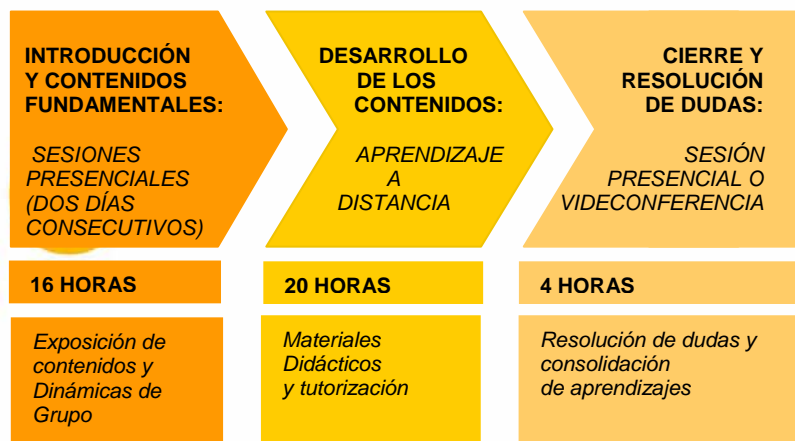 INTRODUCCIÓN
Y CONTENIDOS
FUNDAMENTALES:
SESIONES
PRESENCIALES
(DOS DÍAS
CONSECUTIVOS)
DESARROLLO
DE LOS
CONTENIDOS:
APRENDIZAJE
A
DISTANCIA
CIERRE Y
RESOLUCIÓN
DE DUDAS:
SESIÓN
PRESENCIAL O
VIDECONFERENCIA
16 HORAS
20 HORAS
4 HORAS
Exposición de
contenidos y
Dinámicas de
Grupo
Materiales
Didácticos
y tutorización
Resolución de dudas y
consolidación
de aprendizajes